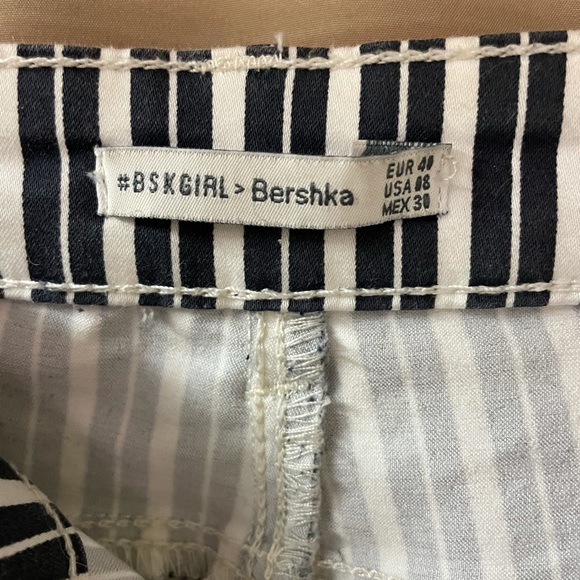 #BSKGIRL > Bershka
EUR 40
USA 08
MEX 30